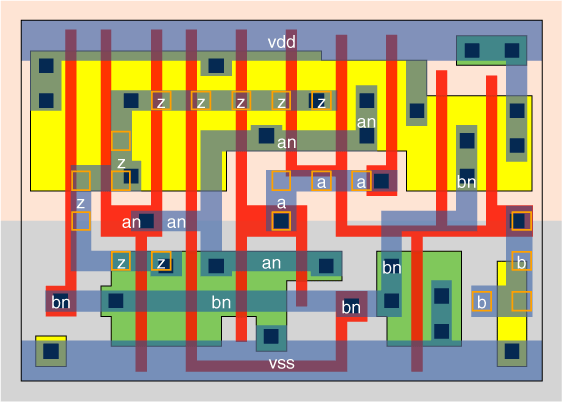 vdd
z z z z z
an
an
z
z a a
bn
z
a
an an
z z an bn b
bn bn bn b
vss